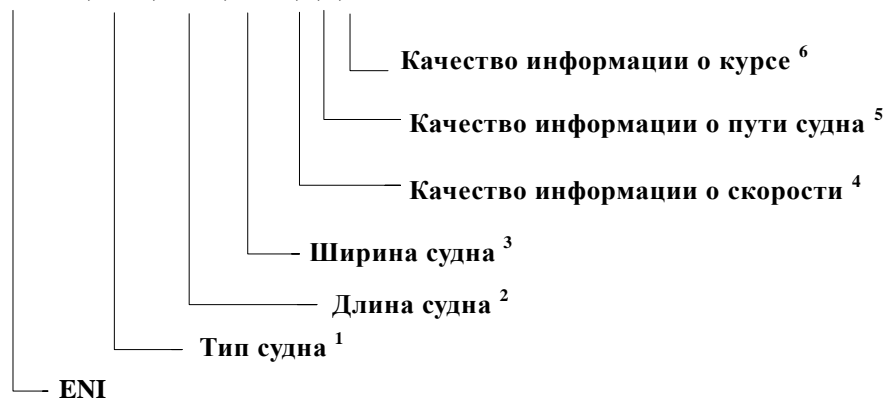 Качество информации о курсе 6
Качество информации о пути судна 5
Качество информации о скорости 4
Ширина судна 3
Длина судна 2
Тип судна 1
ENI